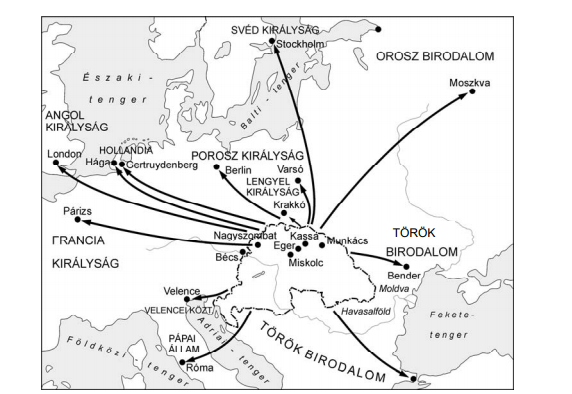 SVÉD KIRÁLYSÁG
Stockholm
OROSZ BIRODALOM
Moszkva
Északi-
tenger
Balti-tenger
ANGOL
KIRÁLYSÁG
London
HOLLANDIA
Hága
Gertruydenberg
POROSZ KIRÁLYSÁG
Berlin
Varsó
LENGYEL
KIRÁLYSÁG
Krakkó
Párizs
FRANCIA
KIRÁLYSÁG
Nagyszombat
Kassa
Eger
Munkács
Miskolc
Bécs
TÖRÖK
BIRODALOM
Bender
Moldva
Havasalföld
Velence
VELENCEI KÖZT.
Fekete-
tenger
PÁPAI
ÁLLAM
Róma
Adriai-tenger
TÖRÖK BIRODALOM
Földközi-tenger